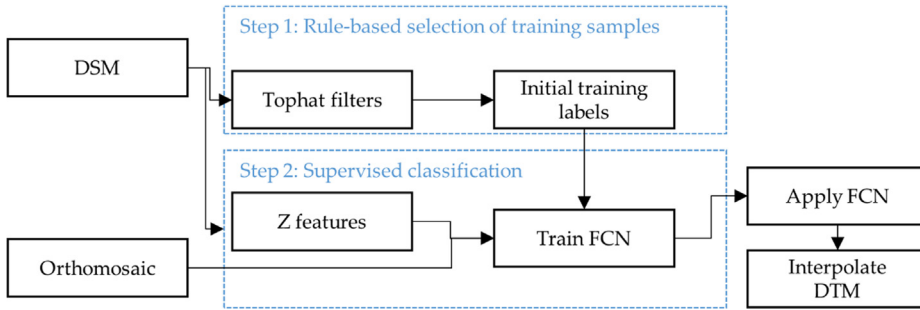 Step 1: Rule-based selection of training samples
DSM
Tophat filters
Initial training
labels
Step 2: Supervised classification
Z features
Train FCN
Apply FCN
Orthomosaic
Interpolate
DTM